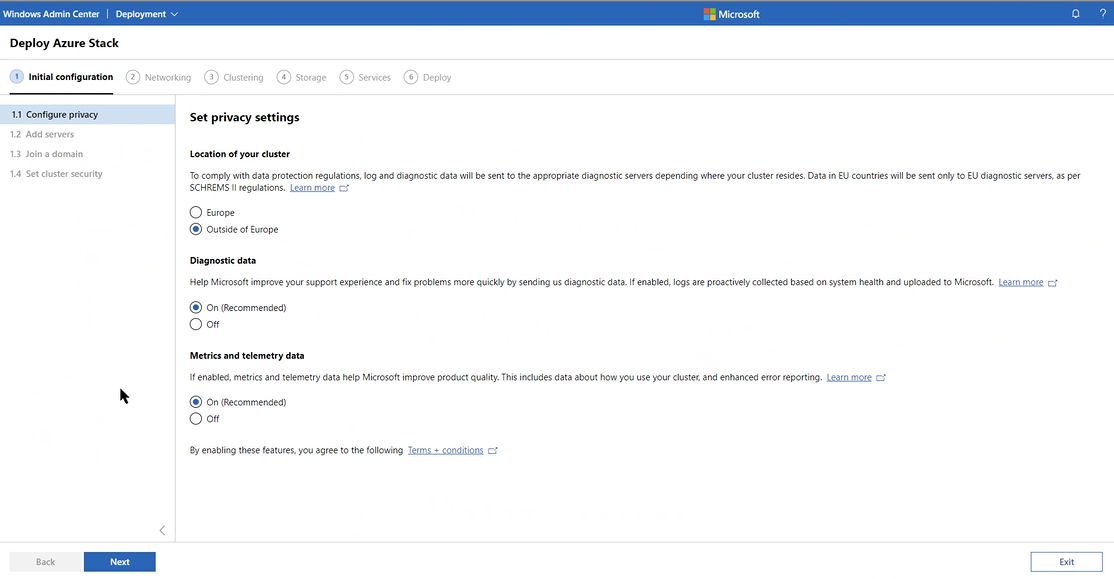 Windows Admin Center | Deployment
Microsoft
?
Deploy Azure Stack
1 Initial configuration
2 Networking
3 Clustering
4 Storage
5 Services
6 Deploy
1.1 Configure privacy
1.2 Add servers
1.3 Join a domain
1.4 Set cluster security
Set privacy settings
Location of your cluster
To comply with data protection regulations, log and diagnostic data will be sent to the appropriate diagnostic servers depending where your cluster resides. Data in EU countries will be sent only to EU diagnostic servers, as per
SCHREMS II regulations. Learn more
Europe
Outside of Europe
Diagnostic data
Help Microsoft improve your support experience and fix problems more quickly by sending us diagnostic data. If enabled, logs are proactively collected based on system health and uploaded to Microsoft. Learn more
On (Recommended)
Off
Metrics and telemetry data
If enabled, metrics and telemetry data help Microsoft improve product quality. This includes data about how you use your cluster, and enhanced error reporting. Learn more
On (Recommended)
Off
By enabling these features, you agree to the following Terms + conditions
Back
Next
Exit